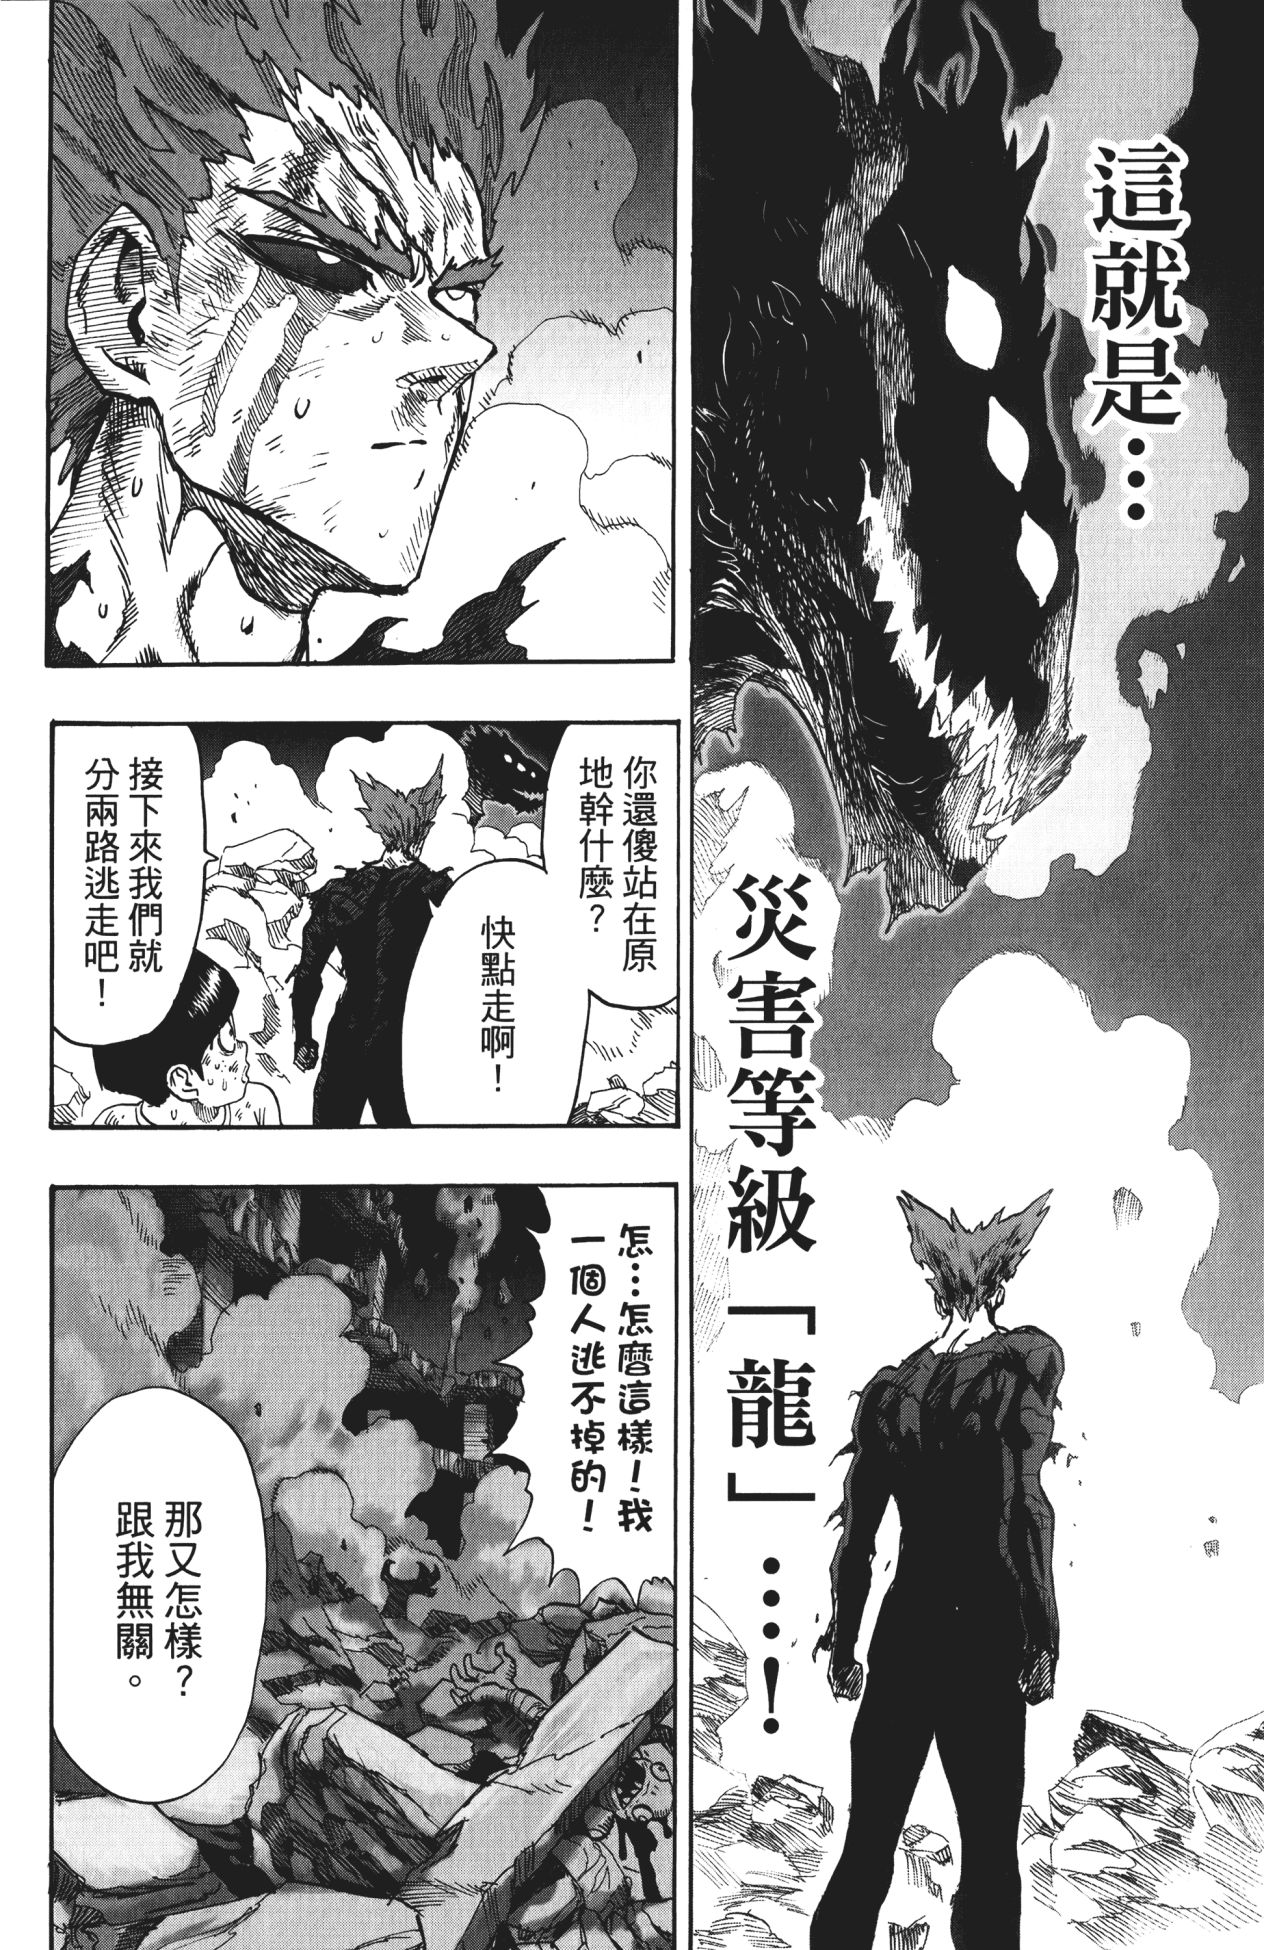 這就是…
災害等級「龍」…！
你還傻站在原
地幹什麼？
快點走啊！
接下來我們就
分兩路逃走吧！
怎…怎麼這樣！我
一個人逃不掉的！
那又怎樣？
跟我無關。